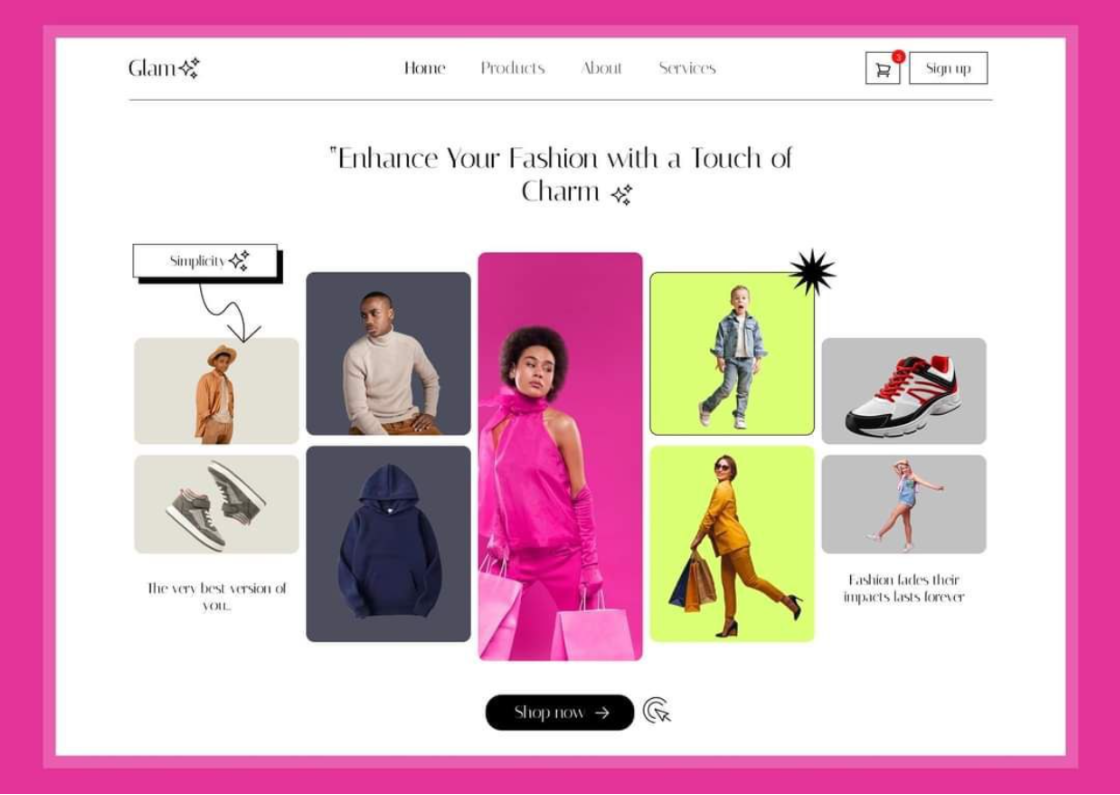 Glam
Home Products About Services
3
Sign up
"Enhance Your Fashion with a Touch of
Charm
Simplicity
The very best version of
you..
Fashion fades their
impacts lasts forever
Shop now →